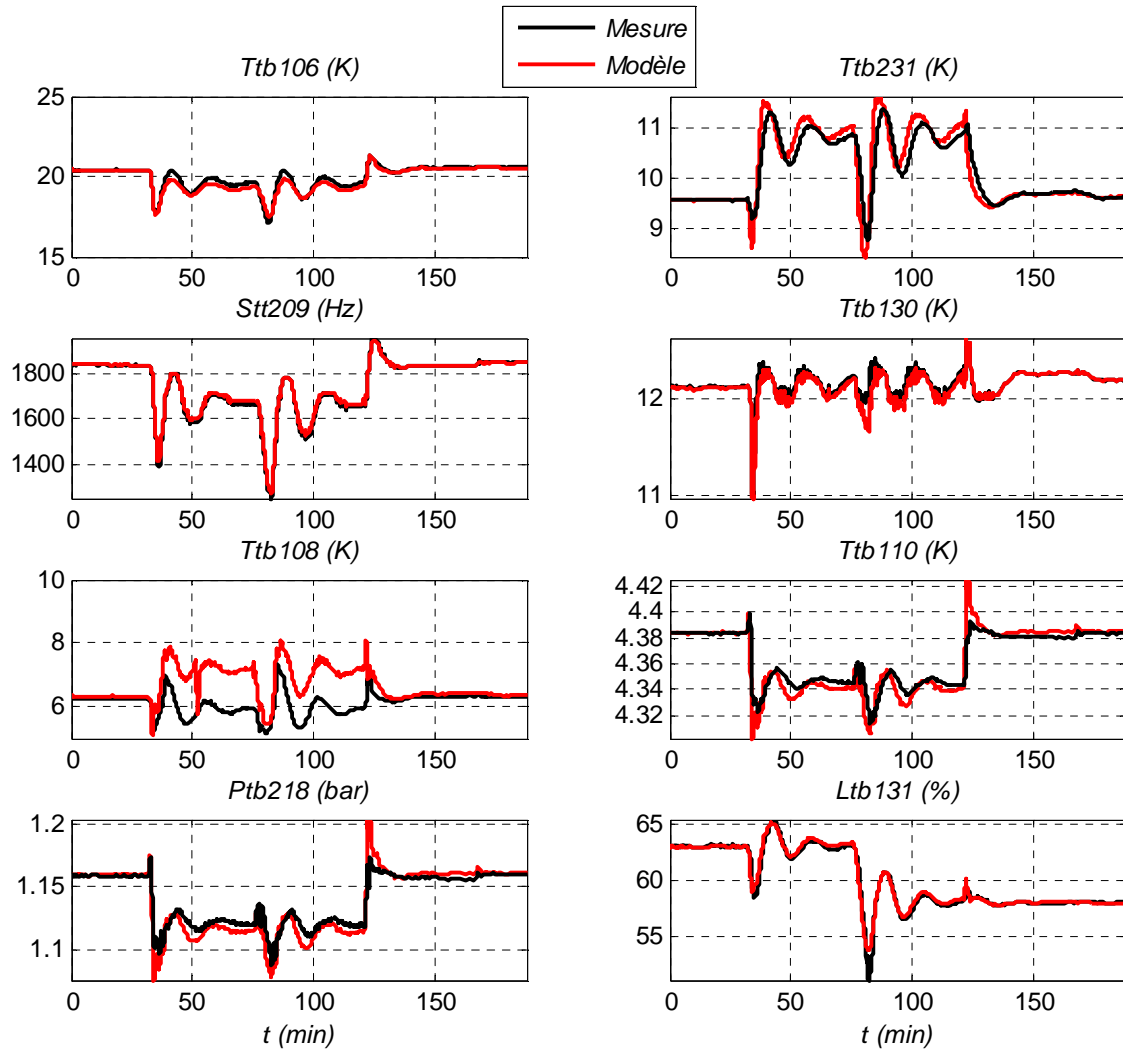 Mesure
Modèle
Ttb106 (K)
25
20
15
0 50 100 150
Ttb231 (K)
11
10
9
0 50 100 150
Stt209 (Hz)
1800
1600
1400
0 50 100 150
Ttb130 (K)
12
11
0 50 100 150
Ttb108 (K)
10
8
6
0 50 100 150
Ttb110 (K)
4.42
4.4
4.38
4.36
4.34
4.32
0 50 100 150
Ptb218 (bar)
1.2
1.15
1.1
0 50 100 150
t (min)
Ltb131 (%)
65
60
55
0 50 100 150
t (min)